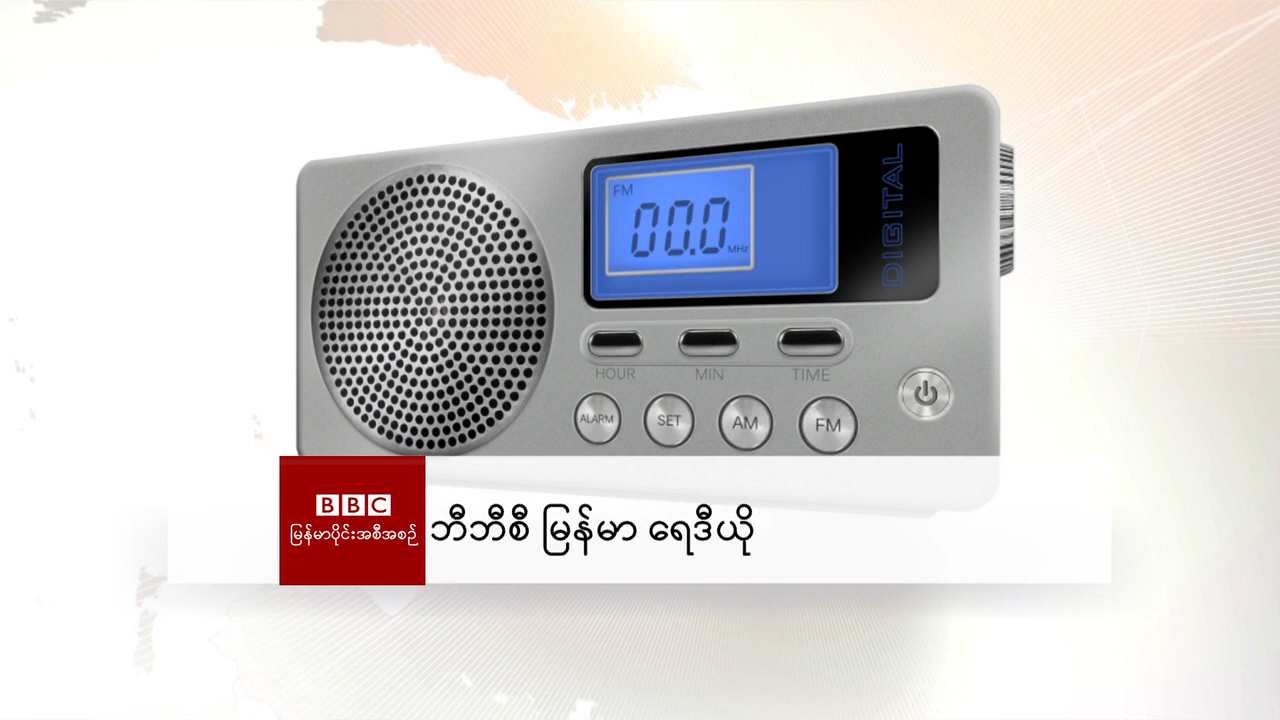 DIGITAL
FM
00.0 MHz
HOUR MIN TIME
ALARM SET AM FM
BBC
မြန်မာပိုင်းအစီအစဉ်
ဘီဘီစီ မြန်မာ ရေဒီယို